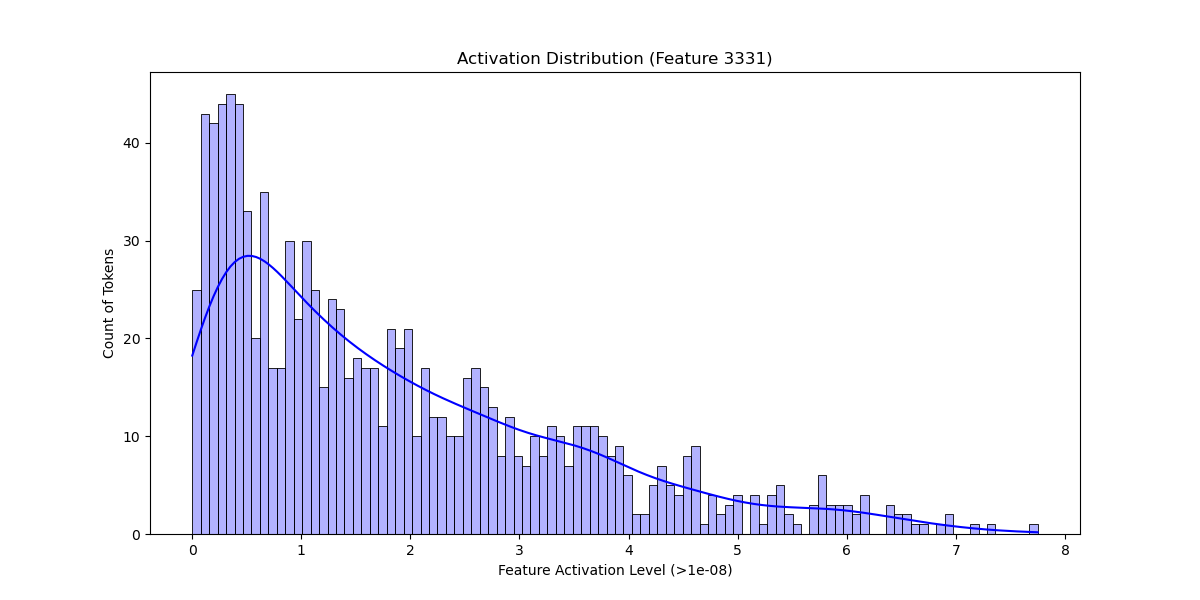 Activation Distribution (Feature 3331)
Count of Tokens
40
30
20
10
0
0 1 2 3 4 5 6 7 8
Feature Activation Level (>1e-08)